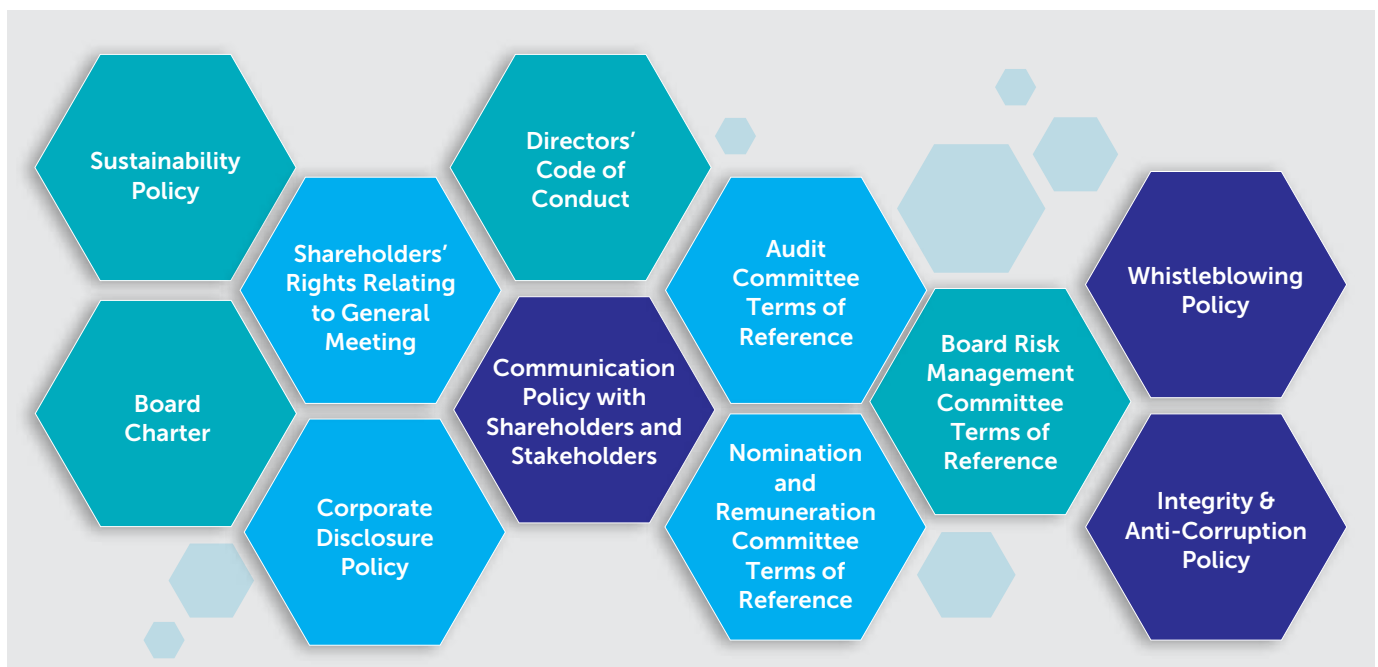 Sustainability
Policy
Board
Charter
Shareholders’
Rights Relating
to General
Meeting
Corporate
Disclosure
Policy
Directors’
Code of
Conduct
Communication
Policy with
Shareholders and
Stakeholders
Audit
Committee
Terms of
Reference
Nomination
and
Remuneration
Committee
Terms of
Reference
Board Risk
Management
Committee
Terms of
Reference
Whistleblowing
Policy
Integrity &
Anti-Corruption
Policy